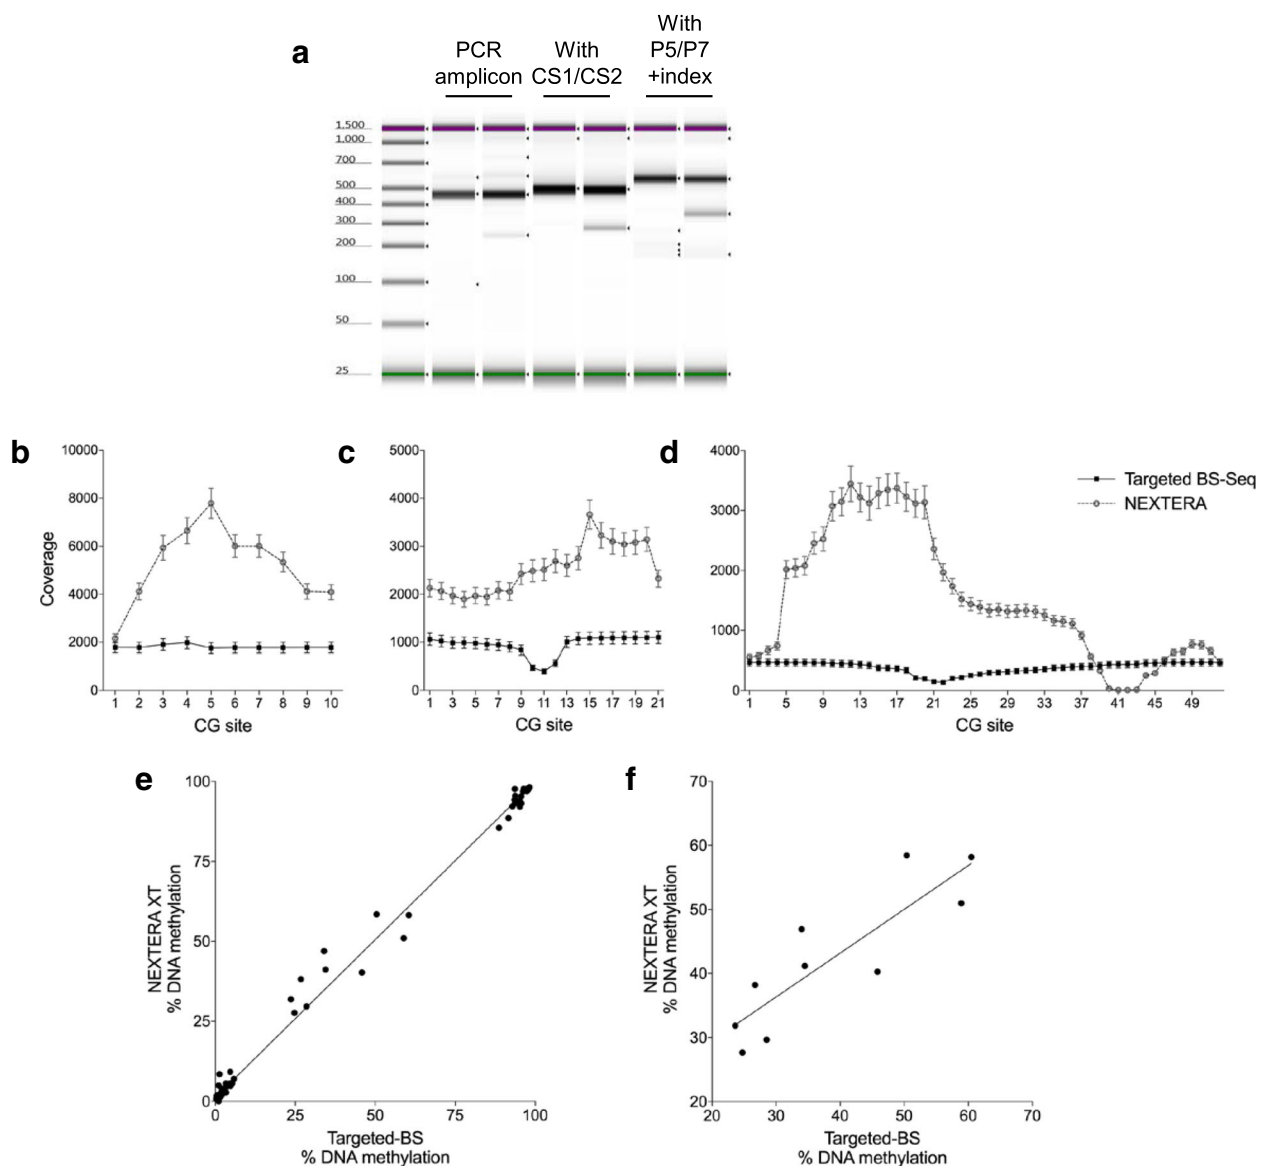 a
PCR amplicon
With CS1/CS2
With P5/P7 +index
1,500
1,000
700
500
400
300
200
100
50
25
b
10000
8000
6000
4000
2000
0
Coverage
1 2 3 4 5 6 7 8 9 10
CG site
c
5000
4000
3000
2000
1000
0
1 3 5 7 9 11 13 15 17 19 21
CG site
d
4000
3000
2000
1000
0
1 5 9 13 17 21 25 29 33 37 41 45 49
CG site
Targeted BS-Seq
NEXTERA
e
100
75
50
25
0
NEXTERA XT
% DNA methylation
0 25 50 75 100
Targeted-BS
% DNA methylation
f
70
60
50
40
30
20
NEXTERA XT
% DNA methylation
20 30 40 50 60 70
Targeted-BS
% DNA methylation